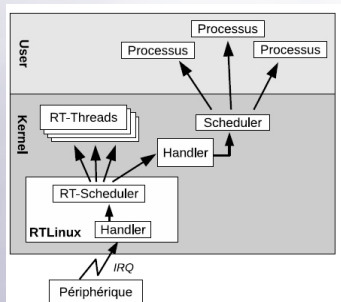 User
Processus
Processus
Processus
Kernel
RT-Threads
Scheduler
Handler
RT-Scheduler
RTLinux
Handler
IRQ
Périphérique